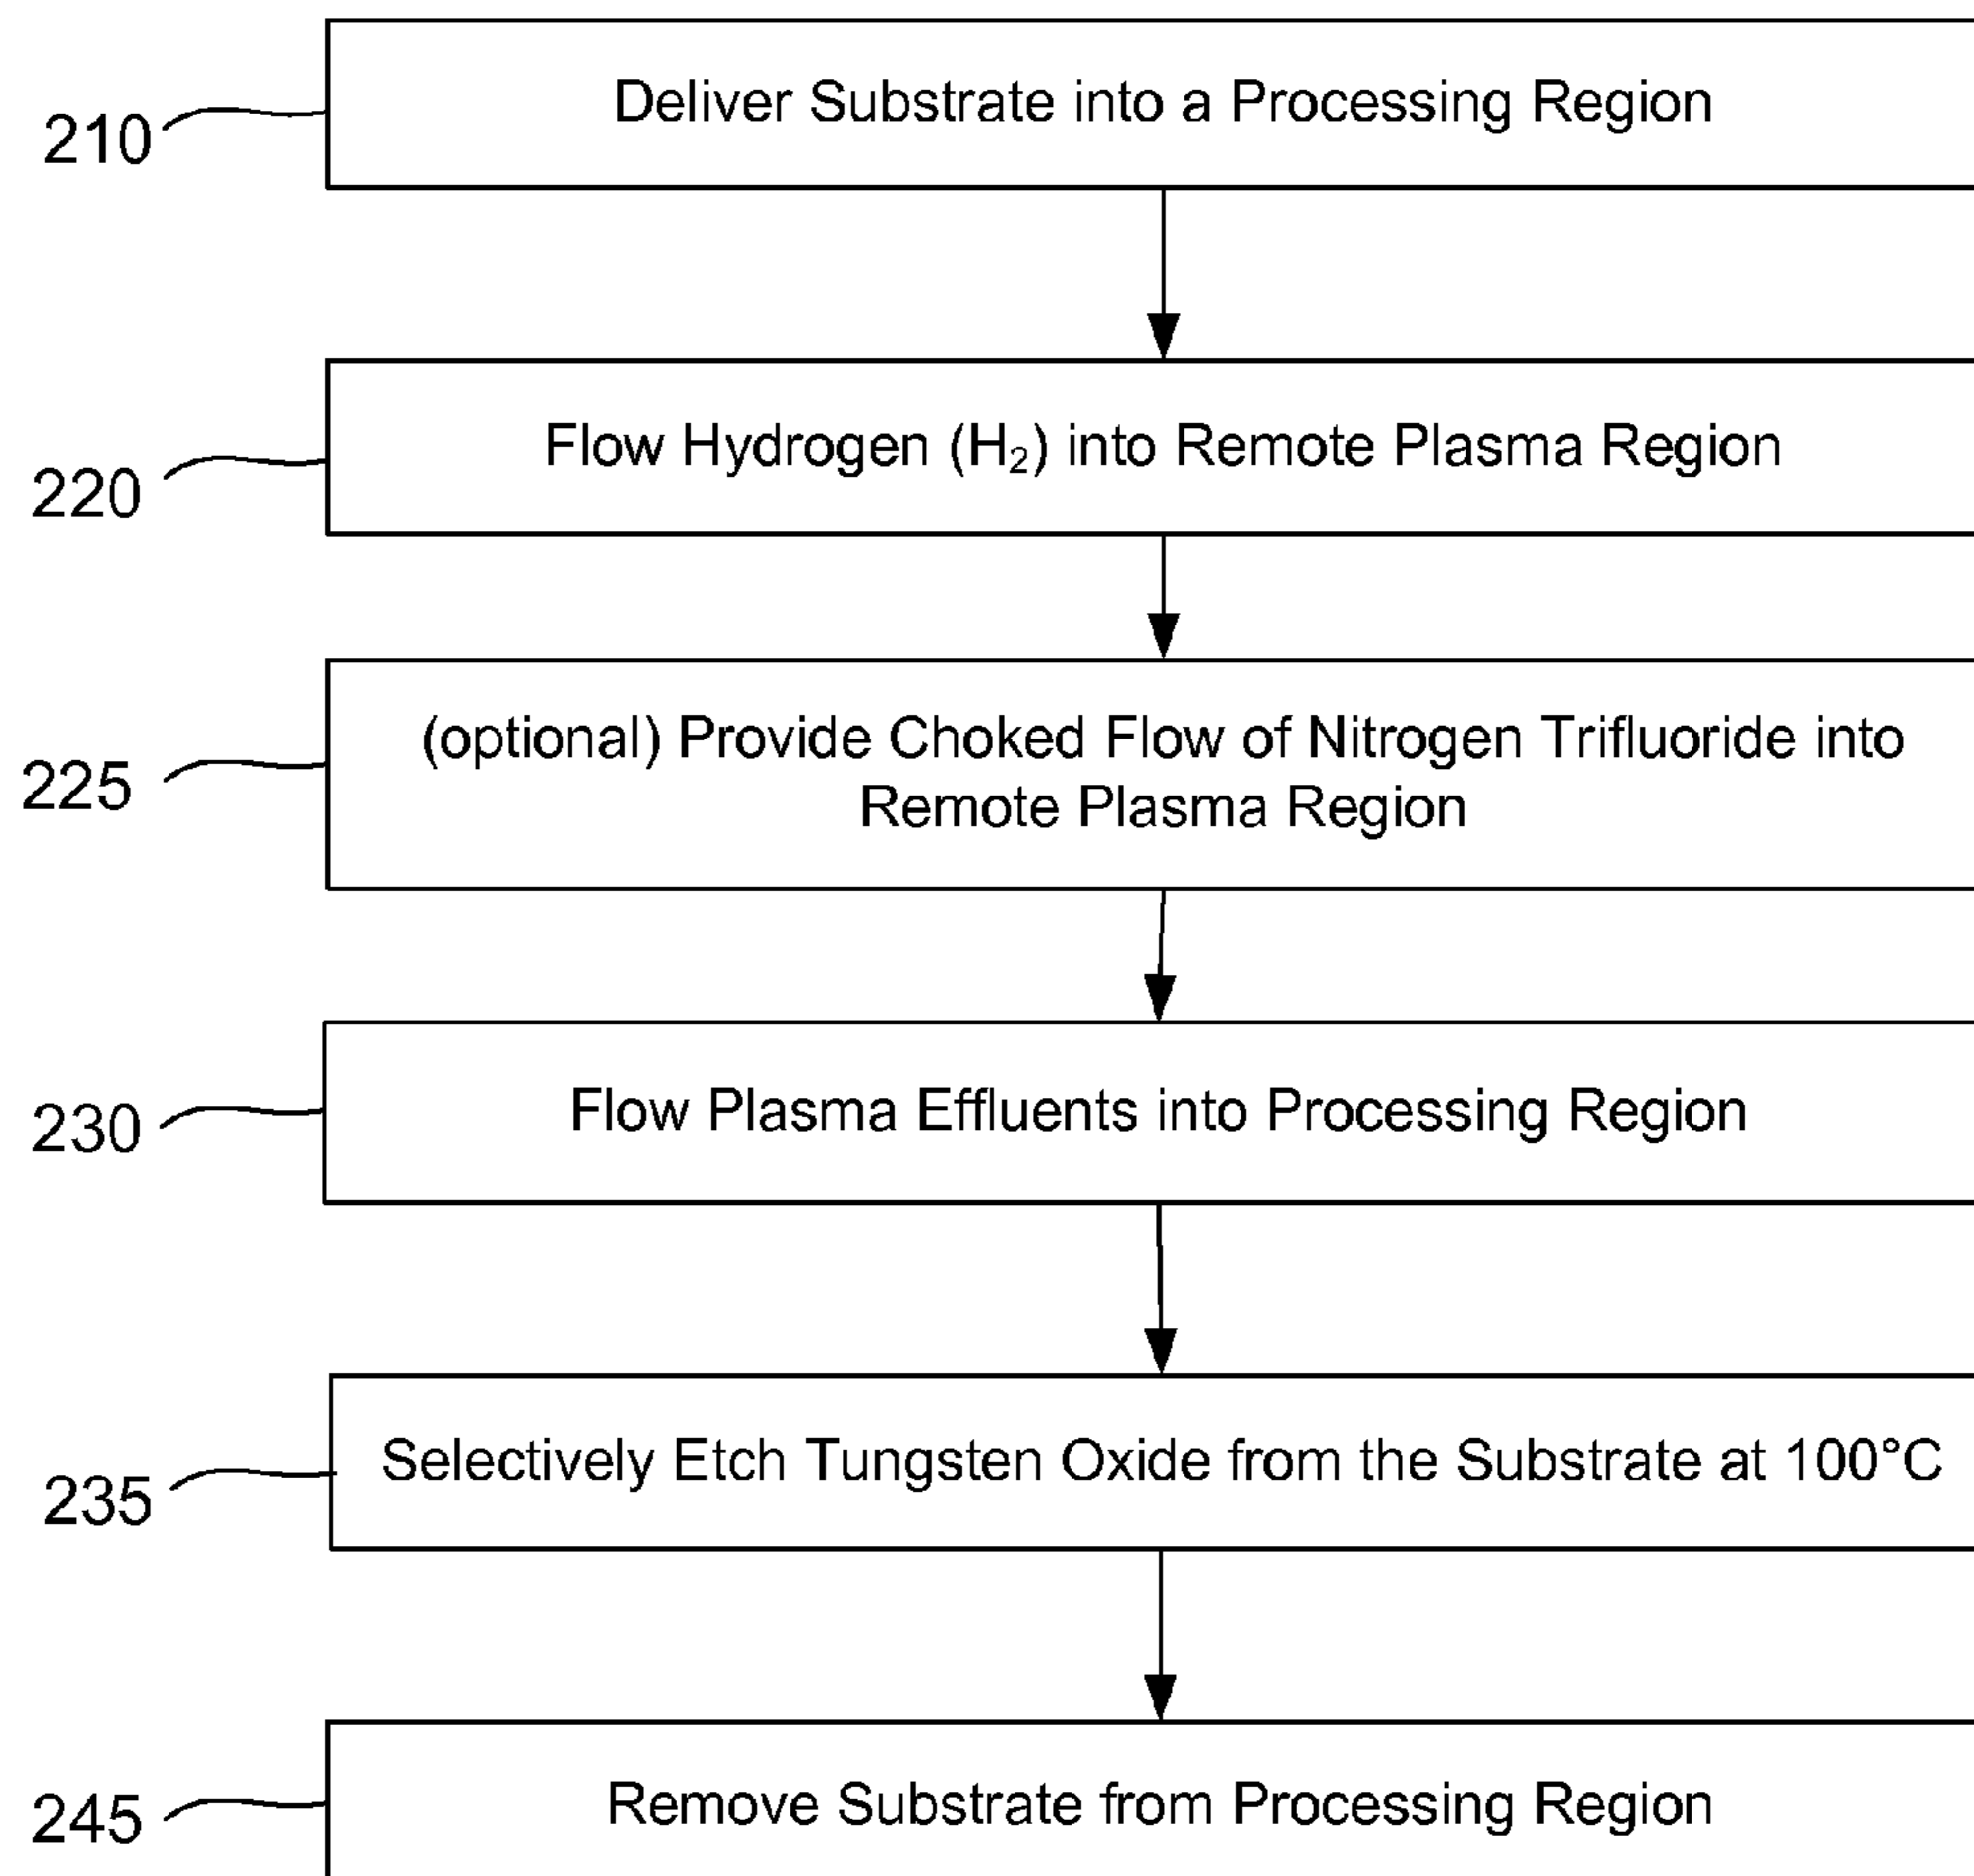 210
Deliver Substrate into a Processing Region
220
Flow Hydrogen (H₂) into Remote Plasma Region
225
(optional) Provide Choked Flow of Nitrogen Trifluoride into
Remote Plasma Region
230
Flow Plasma Effluents into Processing Region
235
Selectively Etch Tungsten Oxide from the Substrate at 100°C
245
Remove Substrate from Processing Region